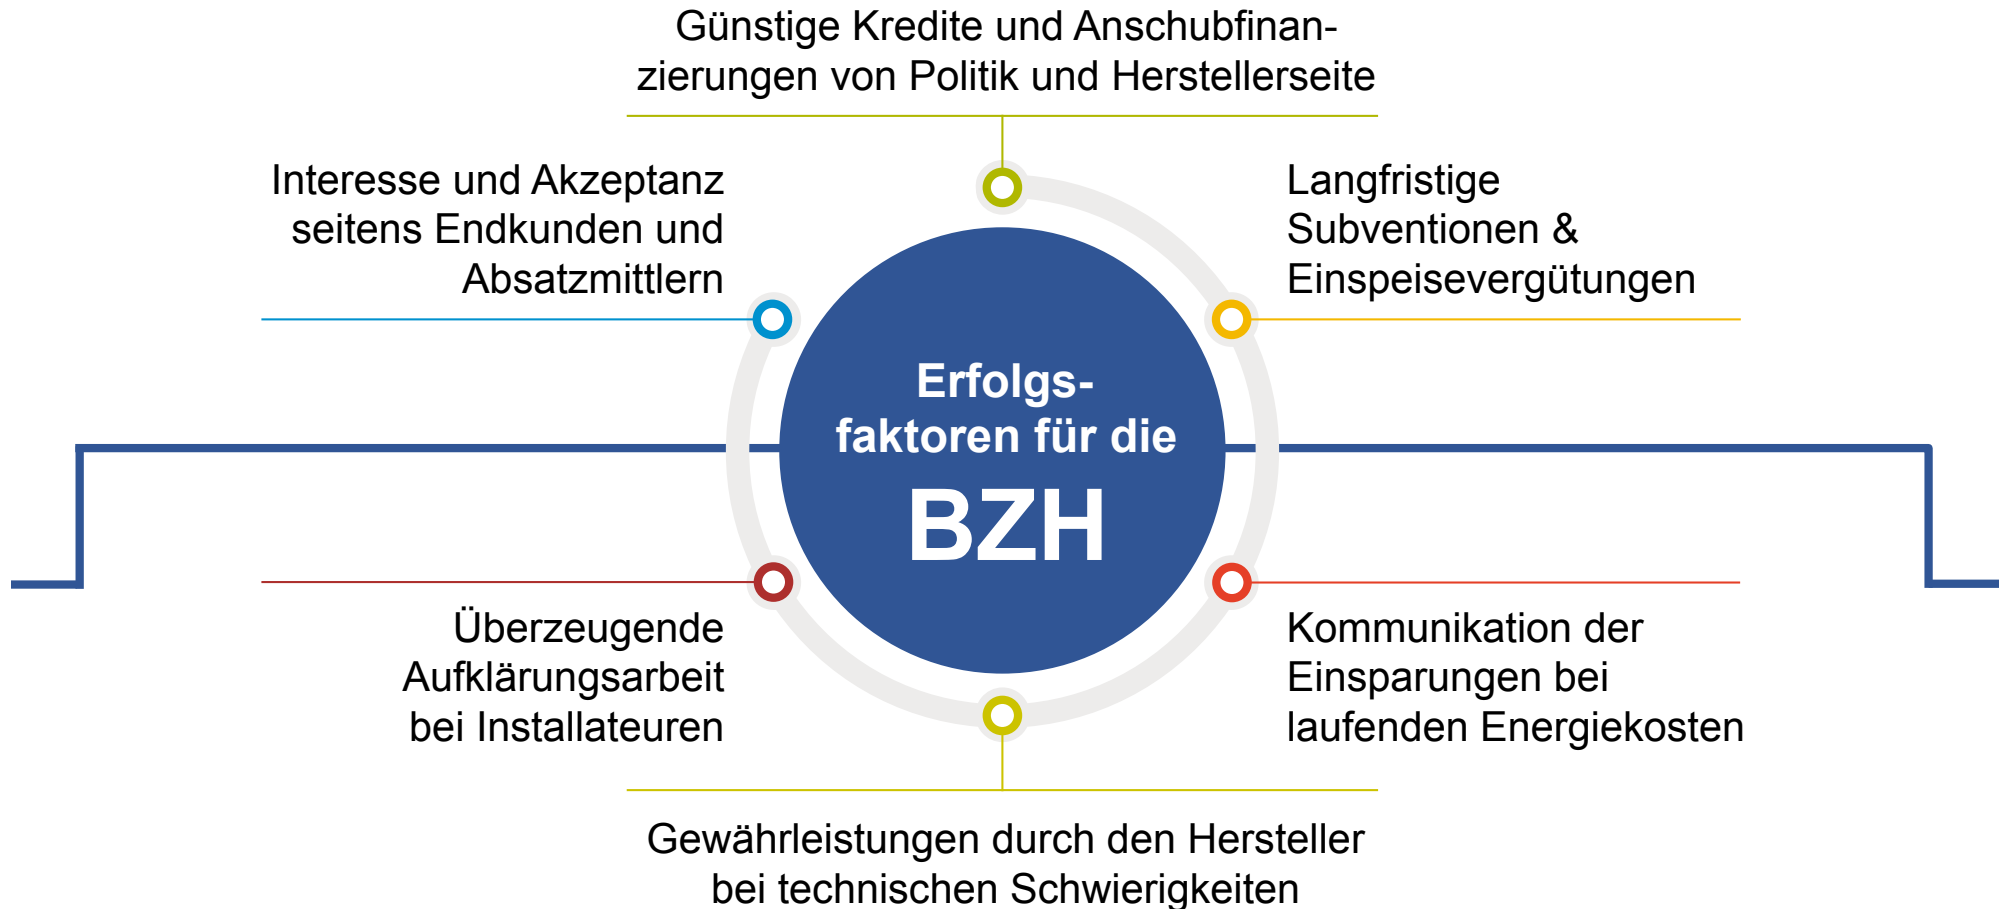 Günstige Kredite und Anschubfinan-
zierungen von Politik und Herstellerseite
Interesse und Akzeptanz
seitens Endkunden und
Absatzmittlern
Langfristige
Subventionen &
Einspeisevergütungen
Erfolgs-
faktoren für die
BZH
Überzeugende
Aufklärungsarbeit
bei Installateuren
Kommunikation der
Einsparungen bei
laufenden Energiekosten
Gewährleistungen durch den Hersteller
bei technischen Schwierigkeiten